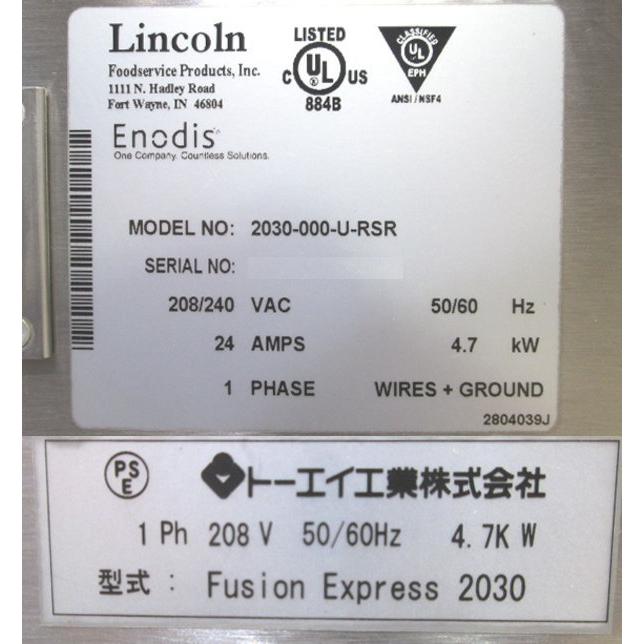 Lincoln
Foodservice Products, Inc.
1111 N. Hadley Road
Fort Wayne, IN 46804
LISTED
C UL US
884B
CLASSIFIED
UL
EPH
ANSI / NSF4
Enodis
One Company. Countless Solutions.
MODEL NO: 2030-000-U-RSR
SERIAL NO:
208/240 VAC 50/60 Hz
24 AMPS 4.7 kW
1 PHASE WIRES + GROUND
2804039J
PS
E
トーエイ工業株式会社
1 Ph 208 V 50/60Hz 4.7K W
型式： Fusion Express 2030